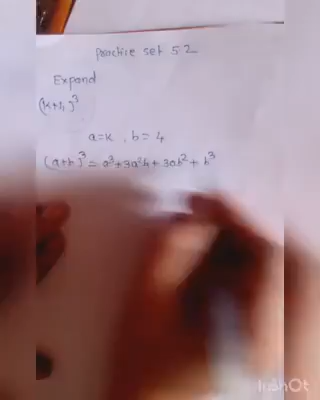 Practice set 5.2
Expand
(k+4)³
a=k, b=4
(a+b)³ = a³+3a²b+3ab²+b³
InShOt